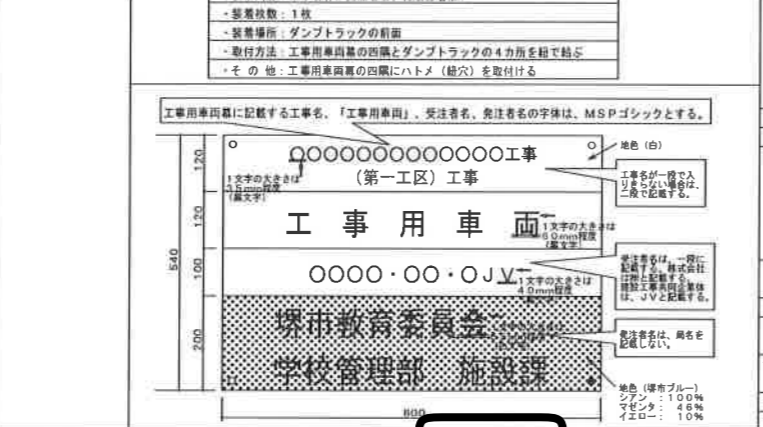 ・装着枚数：1枚
・装着場所：ダンプトラックの前面
・取付方法：工事用車両幕の四隅とダンプトラックの4カ所を紐で結ぶ
・その他：工事用車両幕の四隅にハトメ（紐穴）を取付ける
工事用車両幕に記載する工事名、「工事用車両」、受注者名、発注者名の字体は、MSPゴシックとする。
地色（白）
○○○○○○○○○○○○○○工事
（第一工区）工事
1文字の大きさは
35mm程度
（黒文字）
工事名が一段で入
りきらない場合は、
二段で記載する。
工事用車両
1文字の大きさは
60mm程度
（黒文字）
○○○○・○○・○JV
1文字の大きさは
40mm程度
受注者名は、一段に
記載する。株式会社
は㈱と記載する。
建設工事共同企業体
は、JVと記載する。
堺市教育委員会
学校管理部　施設課
発注者名は、局名を
記載しない。
地色（堺市ブルー）
シアン：100%
マゼンタ：46%
イエロー：10%
120
120
100
200
540
800